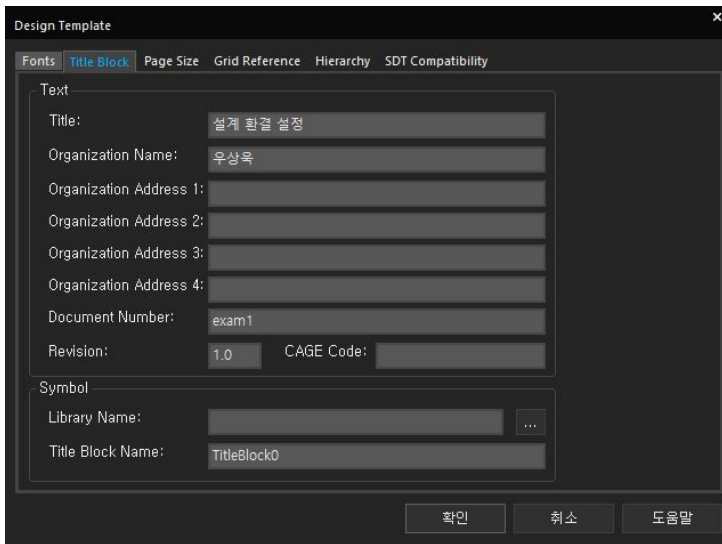 Design Template
×
Fonts Title Block Page Size Grid Reference Hierarchy SDT Compatibility
Text
Title: 설계 환결 설정
Organization Name: 우상욱
Organization Address 1:
Organization Address 2:
Organization Address 3:
Organization Address 4:
Document Number: exam1
Revision: 1.0 CAGE Code:
Symbol
Library Name: ...
Title Block Name: TitleBlock0
확인 취소 도움말